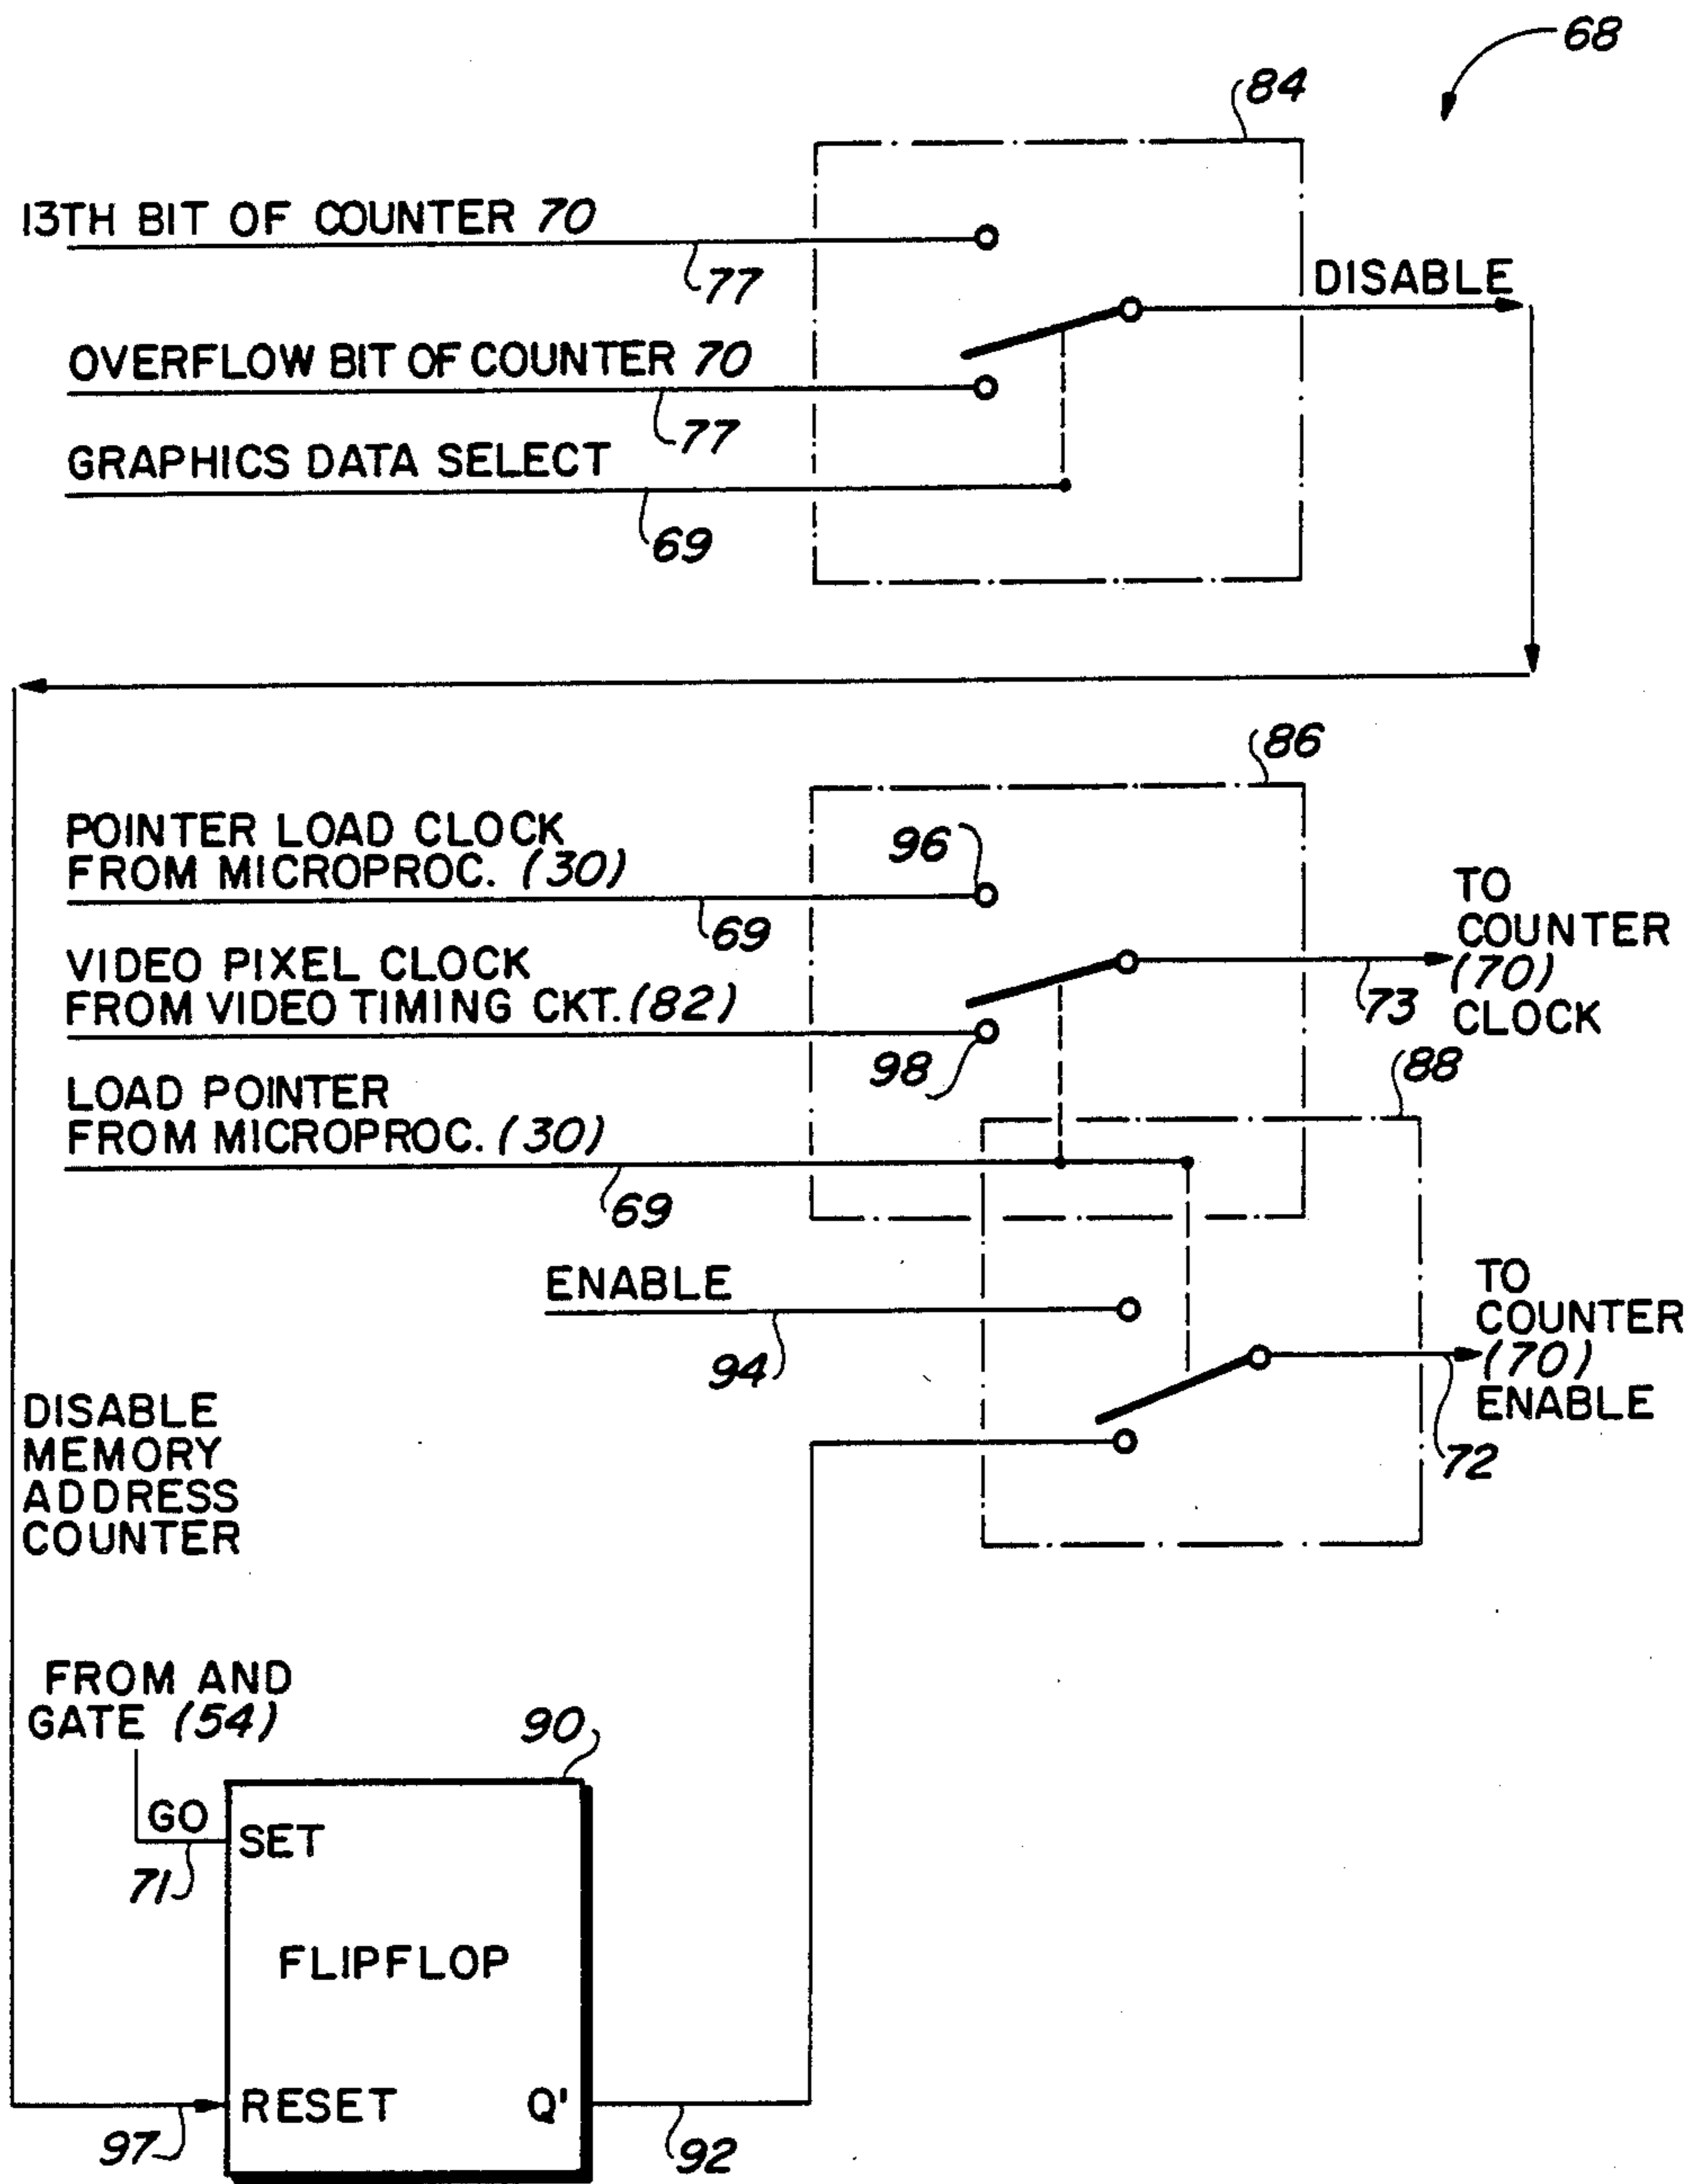 68
84
13TH BIT OF COUNTER 70
77
DISABLE
OVERFLOW BIT OF COUNTER 70
77
GRAPHICS DATA SELECT
69
86
POINTER LOAD CLOCK
FROM MICROPROC. (30)
69
96
VIDEO PIXEL CLOCK
FROM VIDEO TIMING CKT. (82)
98
TO
COUNTER
(70)
CLOCK
73
88
LOAD POINTER
FROM MICROPROC. (30)
69
ENABLE
94
TO
COUNTER
(70)
ENABLE
72
DISABLE
MEMORY
ADDRESS
COUNTER
FROM AND
GATE (54)
90
GO
71
SET
FLIPFLOP
RESET
Q'
97
92